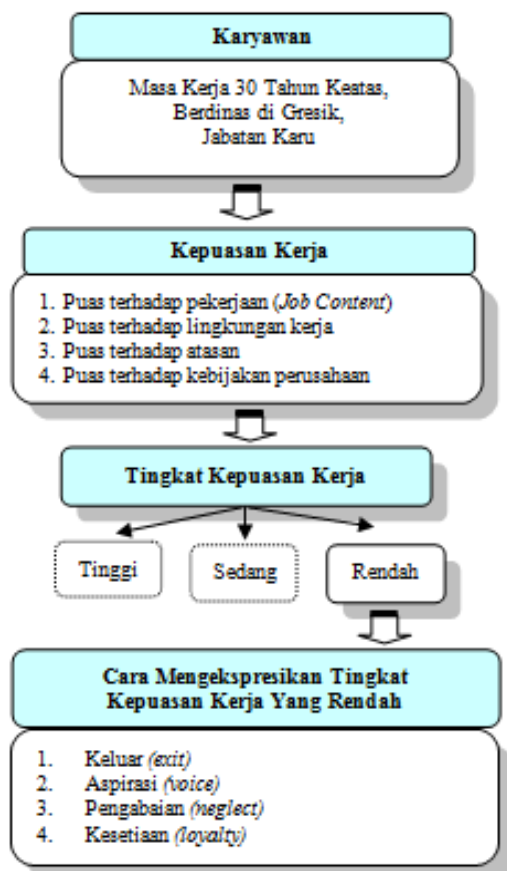 Karyawan
Masa Kerja 30 Tahun Keatas,
Berdinas di Gresik,
Jabatan Karu
Kepuasan Kerja
1. Puas terhadap pekerjaan (Job Content)
2. Puas terhadap lingkungan kerja
3. Puas terhadap atasan
4. Puas terhadap kebijakan perusahaan
Tingkat Kepuasan Kerja
Tinggi
Sedang
Rendah
Cara Mengekspresikan Tingkat
Kepuasan Kerja Yang Rendah
1. Keluar (exit)
2. Aspirasi (voice)
3. Pengabaian (neglect)
4. Kesetiaan (loyalty)